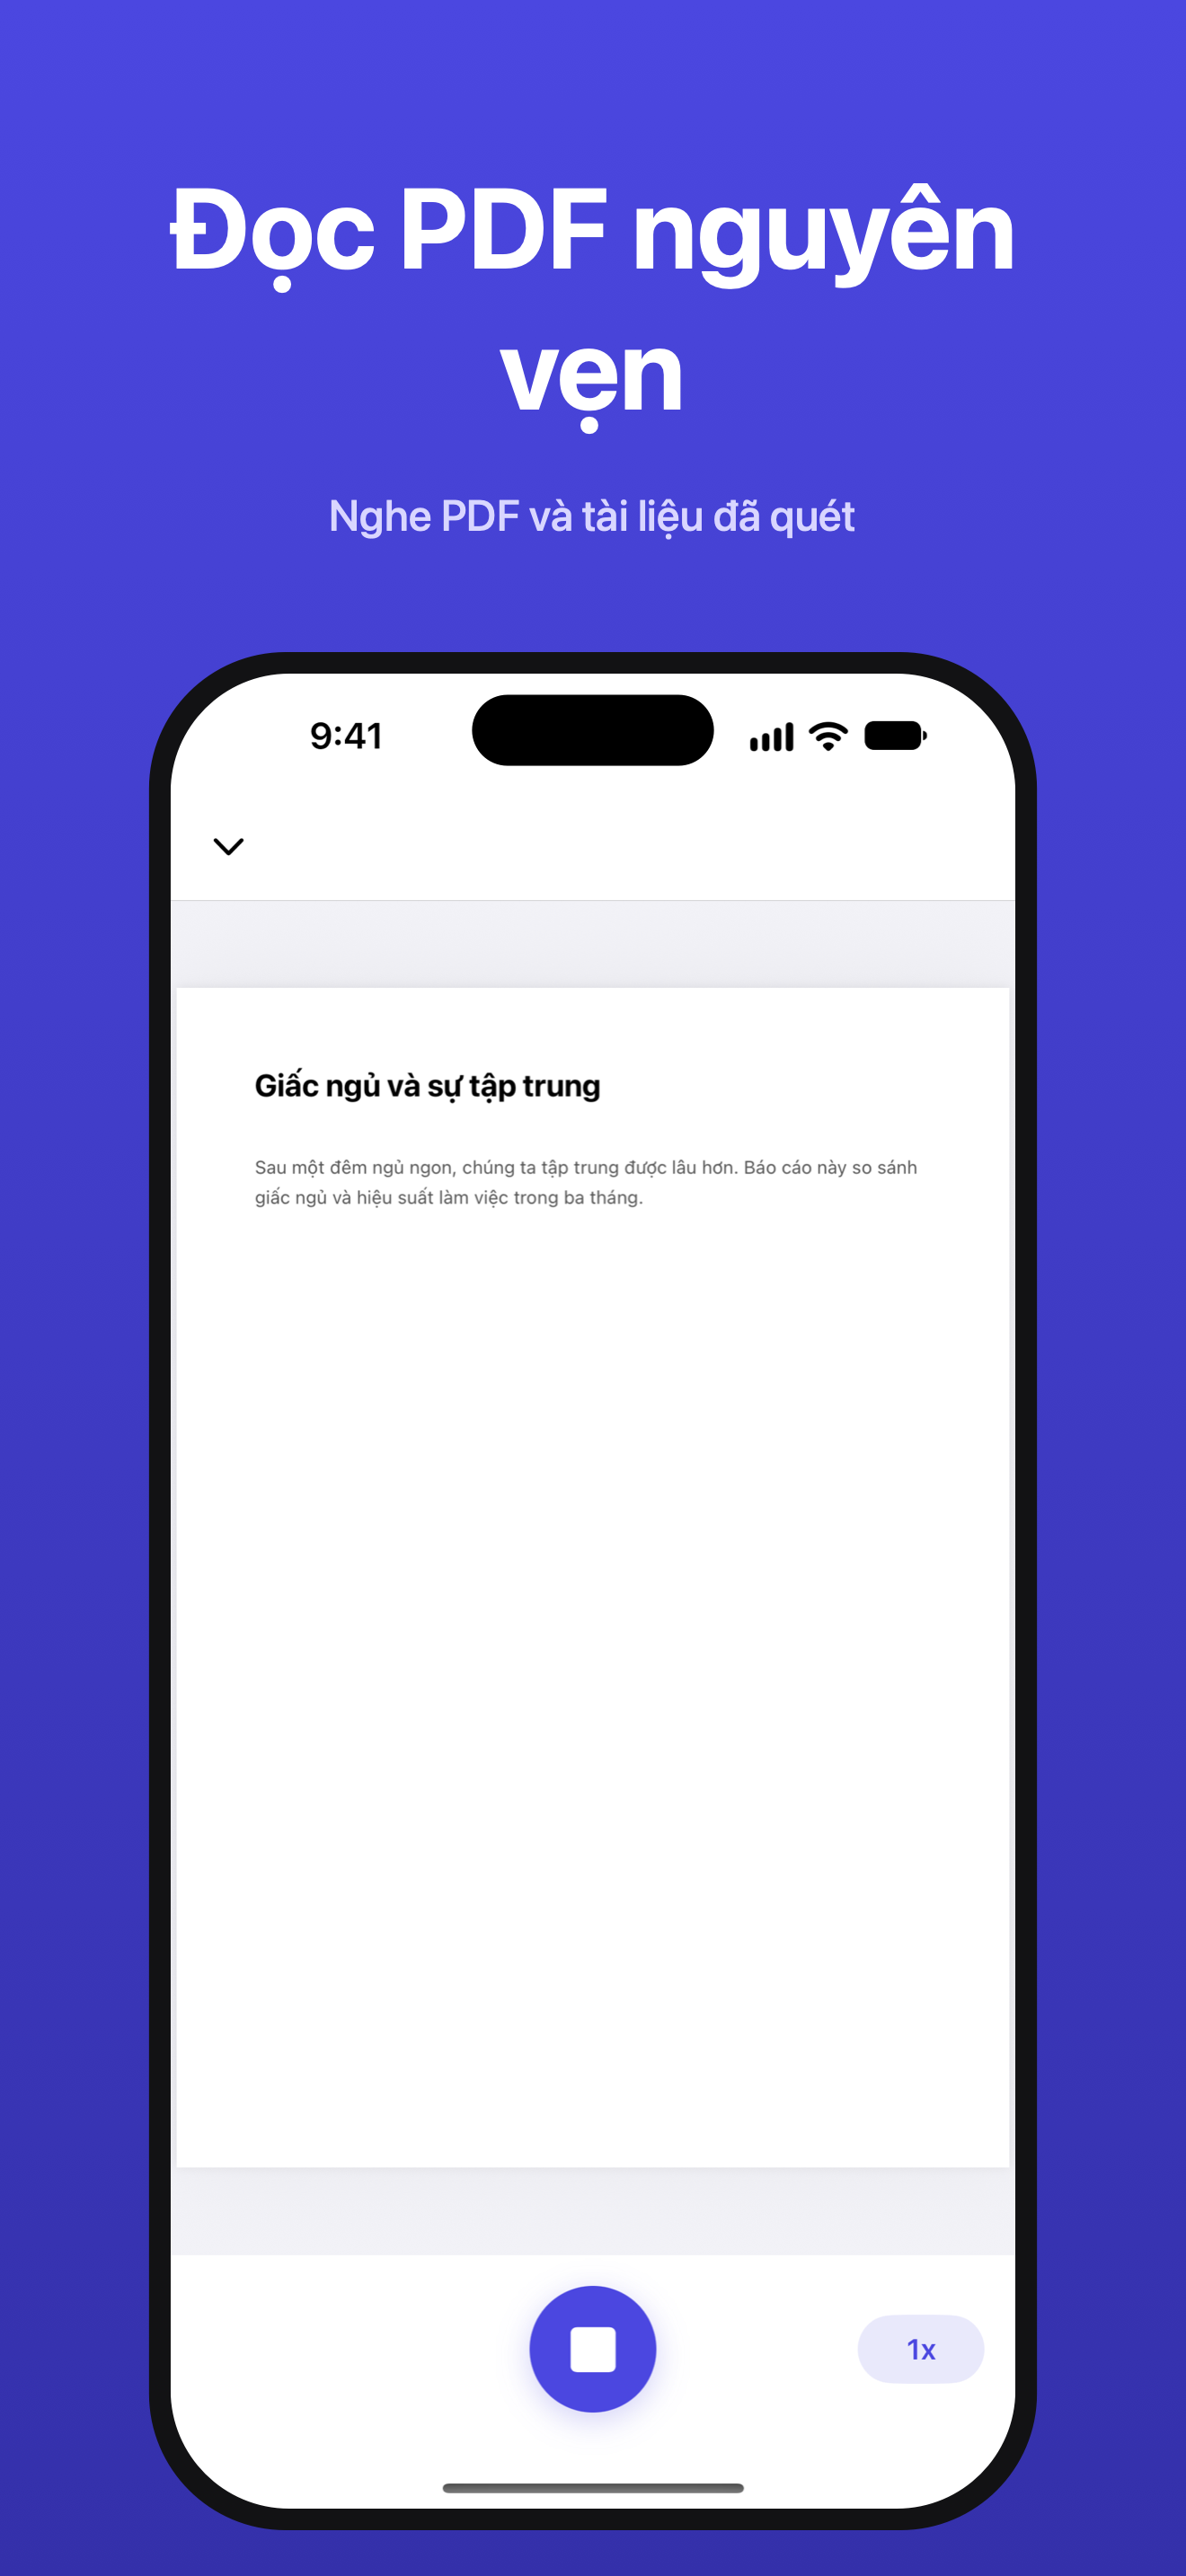 Đọc PDF nguyên
vẹn
Nghe PDF và tài liệu đã quét
9:41
Giấc ngủ và sự tập trung
Sau một đêm ngủ ngon, chúng ta tập trung được lâu hơn. Báo cáo này so sánh
giấc ngủ và hiệu suất làm việc trong ba tháng.
1x